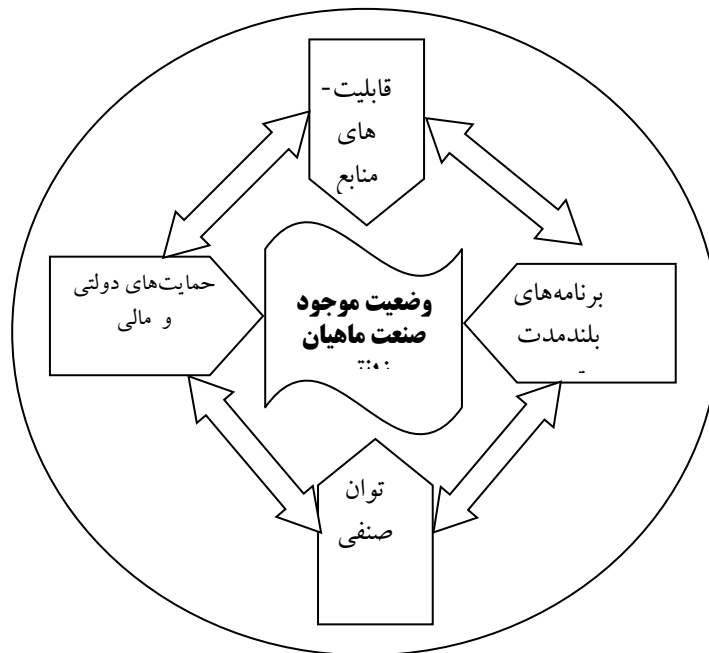 قابلیت-
های
منابع
حمایت‌های دولتی
و مالی
وضعیت موجود
صنعت ماهیان
برنامه‌های
بلندمدت
توان
صنفی